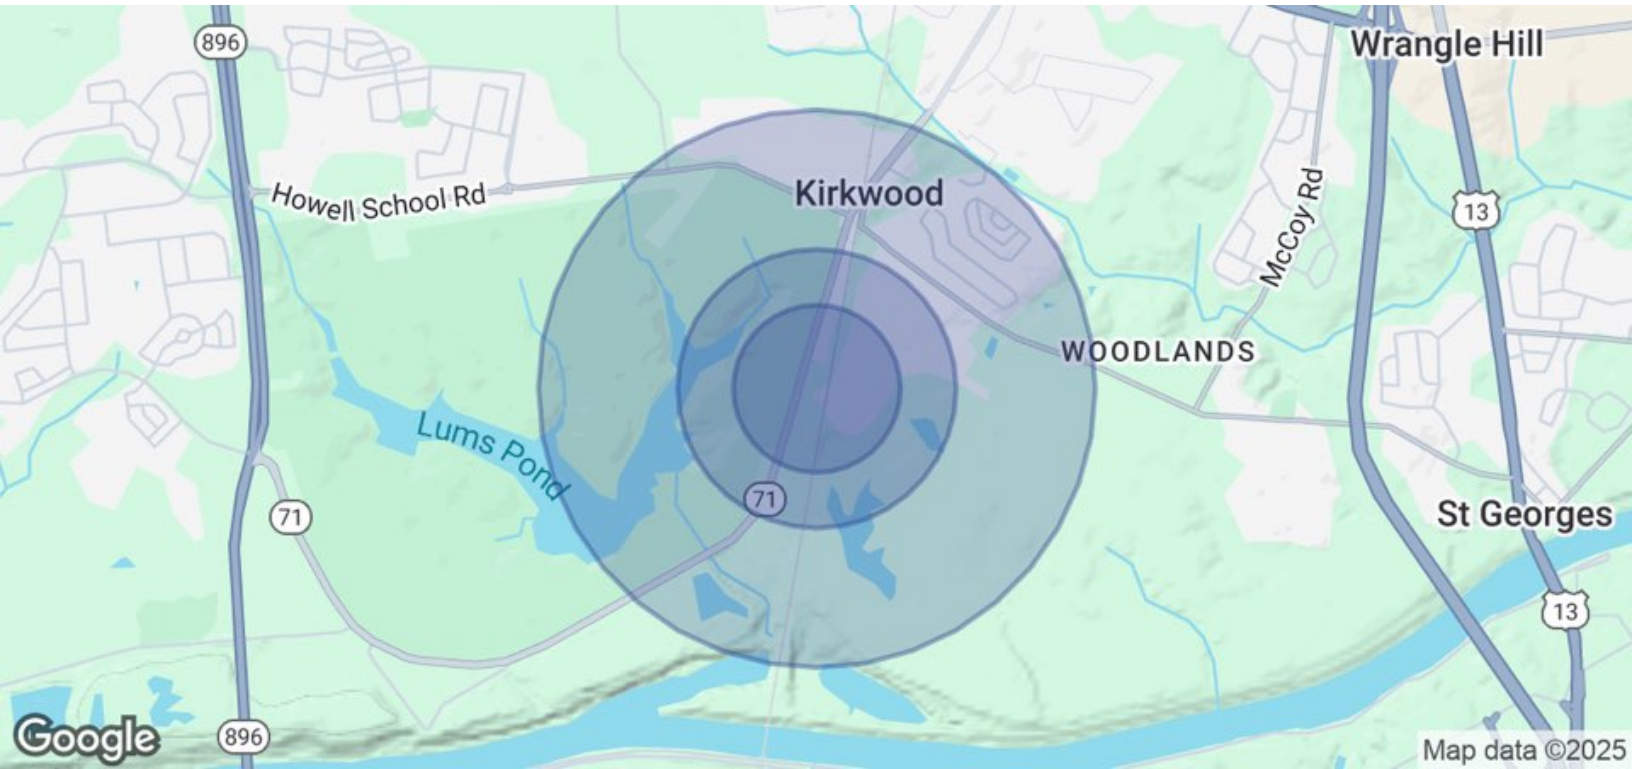 896
Wrangle Hill
Howell School Rd
Kirkwood
McCoy Rd
13
WOODLANDS
Lums Pond
71
71
St Georges
13
896
Google
Map data ©2025